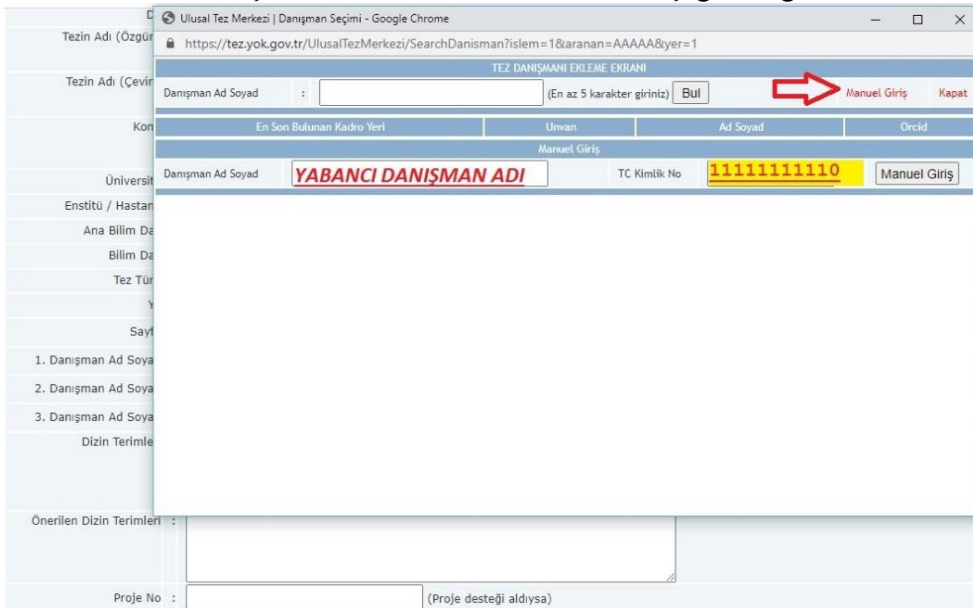 Ulusal Tez Merkezi | Danışman Seçimi - Google Chrome
https://tez.yok.gov.tr/UlusalTezMerkezi/SearchDanisman?islem=1&aranan=AAAAA&yer=1
TEZ DANIŞMANI EKLEME EKRANI
Danışman Ad Soyad : (En az 5 karakter giriniz) Bul Manuel Giriş Kapat
En Son Bulunan Kadro Yeri Unvan Ad Soyad Orcid
Manuel Giriş
Danışman Ad Soyad YABANCI DANIŞMAN ADI TC Kimlik No 11111111110 Manuel Giriş
Tezin Adı (Özgür
Tezin Adı (Çevir
Kon
Üniversit
Enstitü / Hastan
Ana Bilim Da
Bilim Da
Tez Tür
Y
Sayf
1. Danışman Ad Soya
2. Danışman Ad Soya
3. Danışman Ad Soya
Dizin Terimle
Önerilen Dizin Terimleri :
Proje No : (Proje desteği aldıysa)